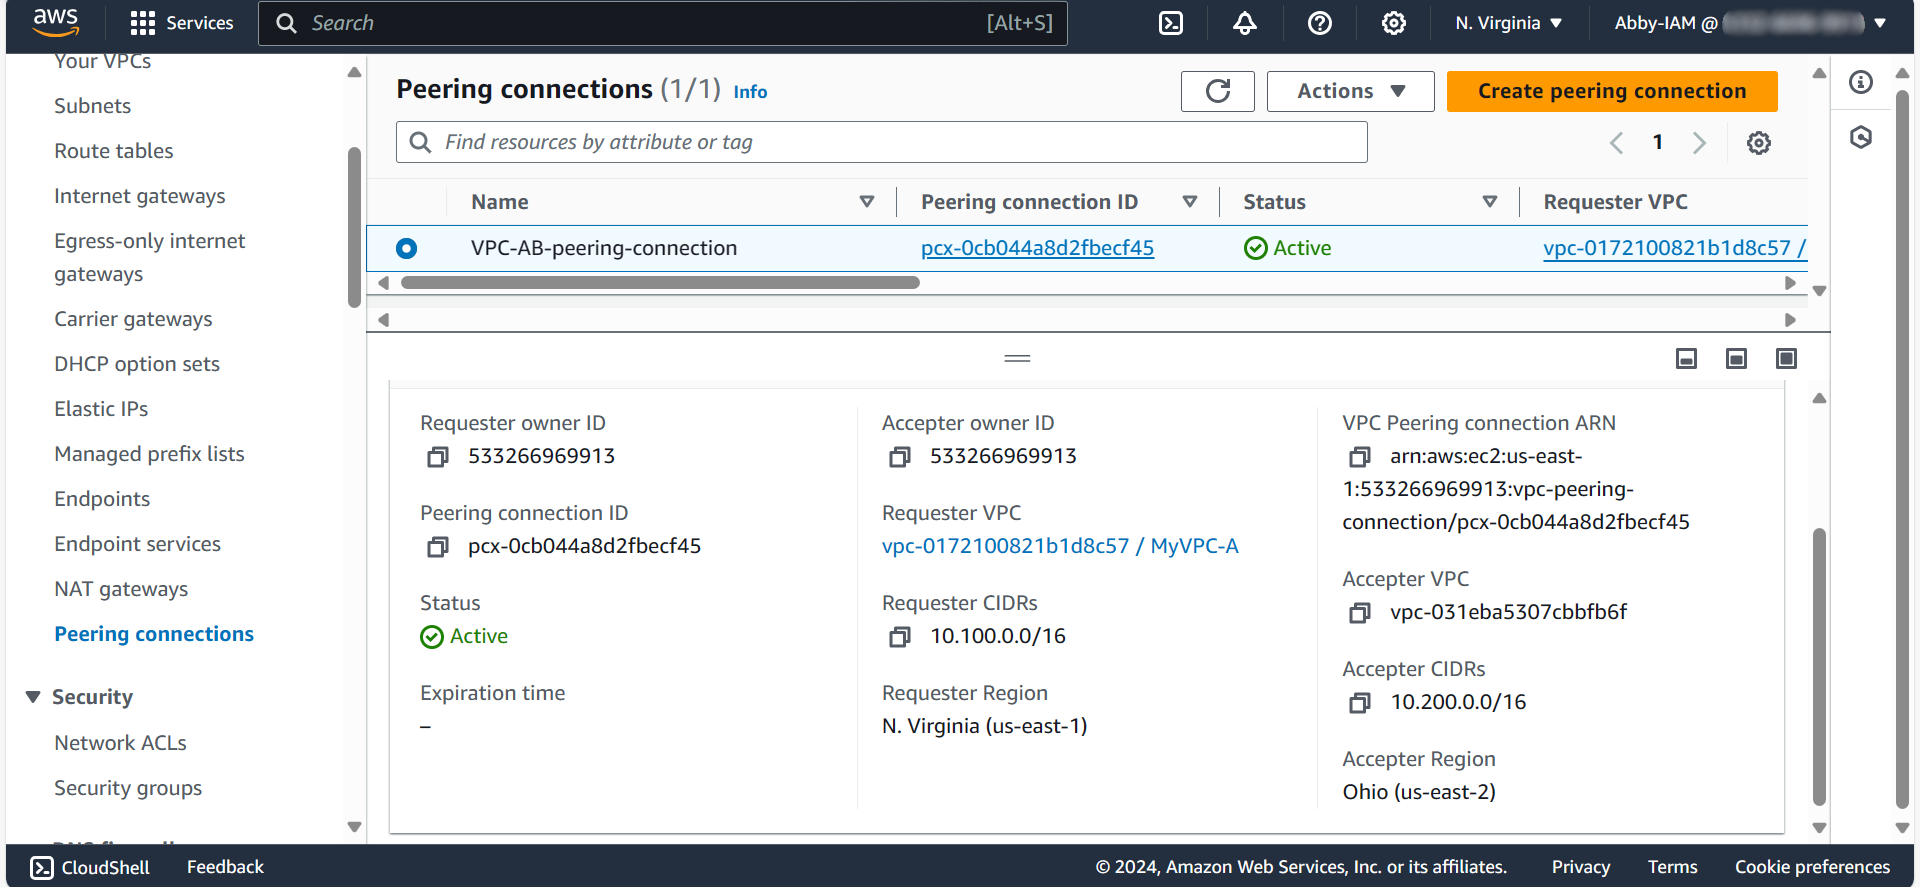 aws
Services
Search
[Alt+S]
N. Virginia
Abby-IAM @
Your VPCs
Subnets
Route tables
Internet gateways
Egress-only internet
gateways
Carrier gateways
DHCP option sets
Elastic IPs
Managed prefix lists
Endpoints
Endpoint services
NAT gateways
Peering connections
Security
Network ACLs
Security groups
Peering connections (1/1) Info
Actions
Create peering connection
Find resources by attribute or tag
1
Name
Peering connection ID
Status
Requester VPC
VPC-AB-peering-connection
pcx-0cb044a8d2fbecf45
Active
vpc-0172100821b1d8c57 /
Requester owner ID
533266969913
Peering connection ID
pcx-0cb044a8d2fbecf45
Status
Active
Expiration time
–
Accepter owner ID
533266969913
Requester VPC
vpc-0172100821b1d8c57 / MyVPC-A
Requester CIDRs
10.100.0.0/16
Requester Region
N. Virginia (us-east-1)
VPC Peering connection ARN
arn:aws:ec2:us-east-
1:533266969913:vpc-peering-
connection/pcx-0cb044a8d2fbecf45
Accepter VPC
vpc-031eba5307cbbfb6f
Accepter CIDRs
10.200.0.0/16
Accepter Region
Ohio (us-east-2)
CloudShell
Feedback
© 2024, Amazon Web Services, Inc. or its affiliates.
Privacy
Terms
Cookie preferences